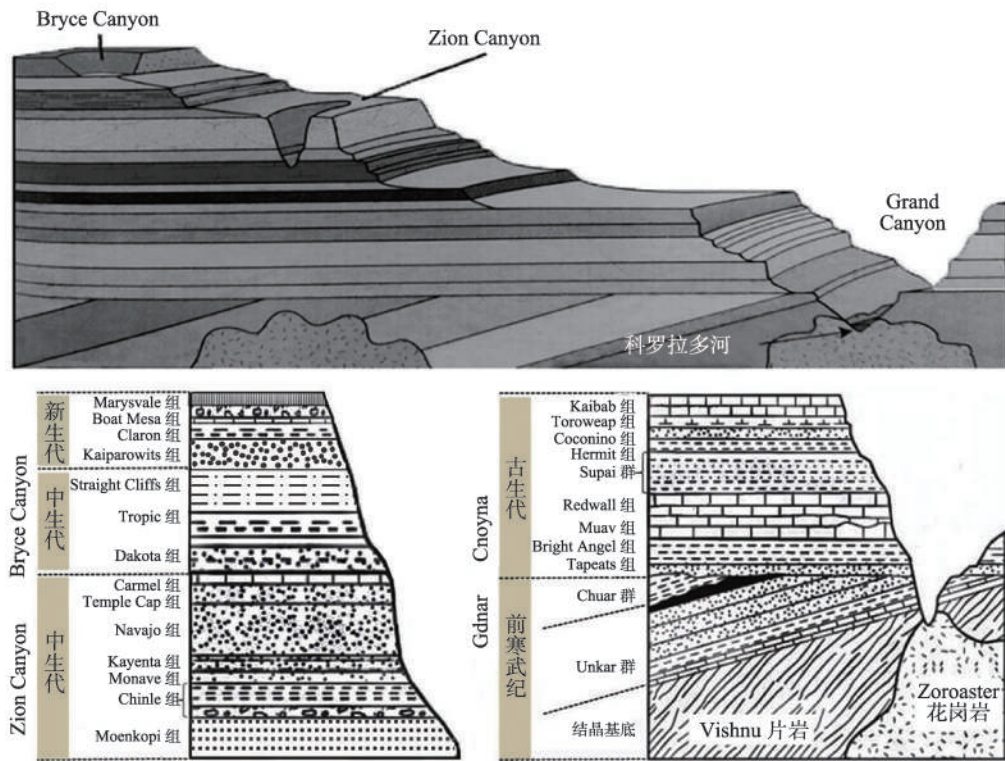 Bryce Canyon
Zion Canyon
Grand
Canyon
科罗拉多河
Bryce Canyon
新生代
Marysvale 组
Boat Mesa 组
Claron 组
Kaiparowits 组
中生代
Straight Cliffs 组
Tropic 组
Dakota 组
Zion Canyon
中生代
Carmel 组
Temple Cap 组
Navajo 组
Kayenta 组
Monave 组
Chinle 组
Moenkopi 组
Cnoyna
古生代
Kaibab 组
Toroweap 组
Coconino 组
Hermit 组
Supai 群
Redwall 组
Muav 组
Bright Angel 组
Tapeats 组
Gdnar
前寒武纪
Chuar 群
Unkar 群
结晶基底
Vishnu 片岩
Zoroaster
花岗岩